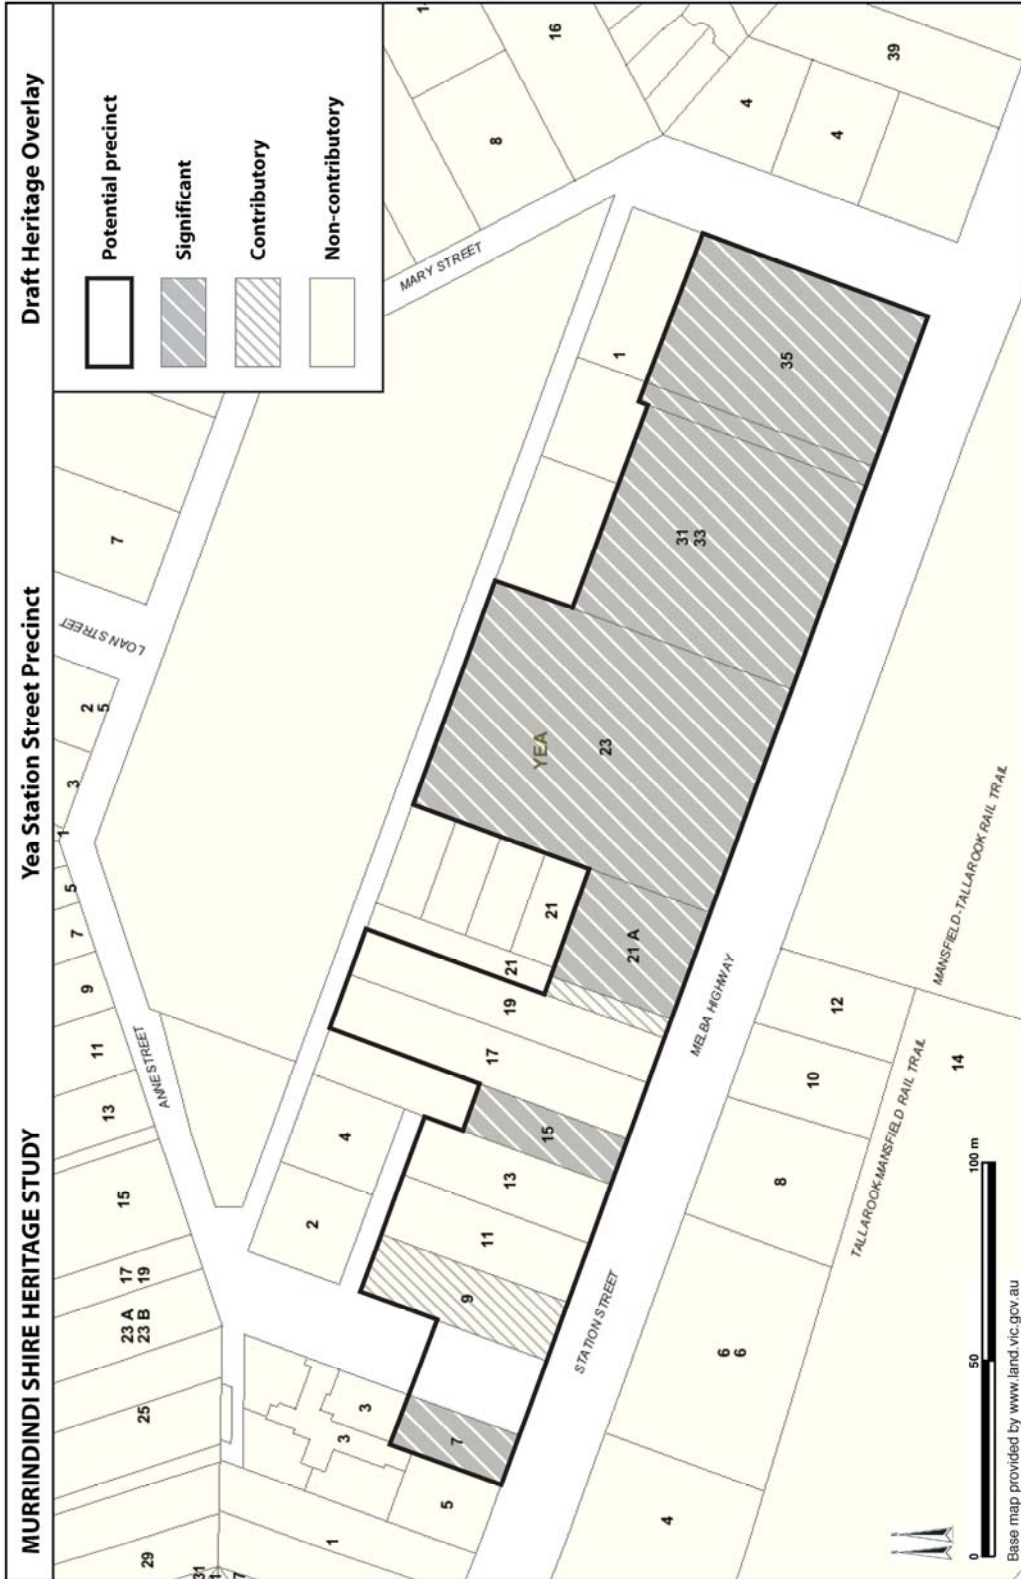 MURRINDINDI SHIRE HERITAGE STUDY
Yea Station Street Precinct
Draft Heritage Overlay
Potential precinct
Significant
Contributory
Non-contributory
29
25
23 A
23 B
17
19
15
13
11
9
7
5
1
3
2
5
7
ANNE STREET
LOAN STREET
MARY STREET
16
8
39
4
4
1
3
3
2
4
1
5
7
9
11
13
15
17
19
21
21
21 A
YEA
23
31
33
35
STATION STREET
MELBA HIGHWAY
4
6
6
8
10
12
14
TALLAROOK-MANSFIELD RAIL TRAIL
MANSFIELD-TALLAROOK RAIL TRAIL
0
50
100 m
Base map provided by www.land.vic.gov.au